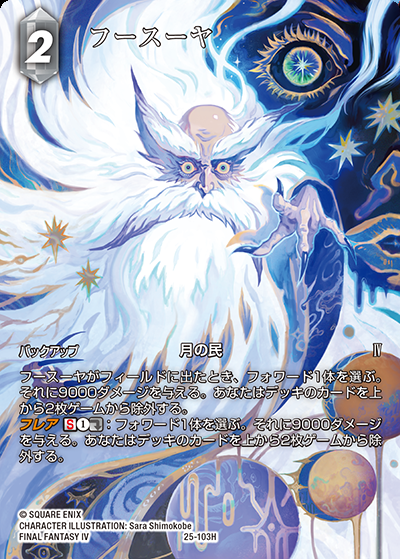 2
フースーヤ
バックアップ 月の民 IV
フースーヤがフィールドに出たとき、フォワード1体を選ぶ。
それに9000ダメージを与える。あなたはデッキのカードを上
から2枚ゲームから除外する。
フレア S1：フォワード1体を選ぶ。それに9000ダメージ
を与える。あなたはデッキのカードを上から2枚ゲームから除
外する。
© SQUARE ENIX
CHARACTER ILLUSTRATION: Sara Shimokobe
FINAL FANTASY IV 25-103H